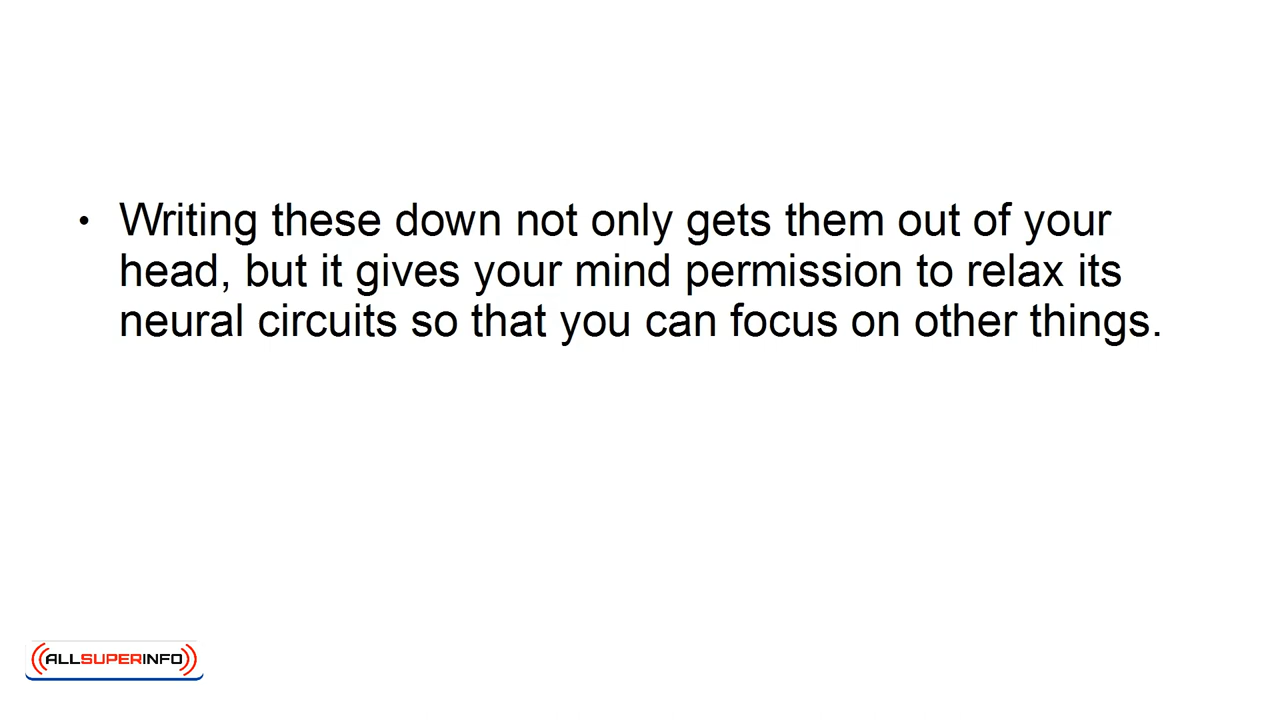 • Writing these down not only gets them out of your
head, but it gives your mind permission to relax its
neural circuits so that you can focus on other things.
ALLSUPERINFO